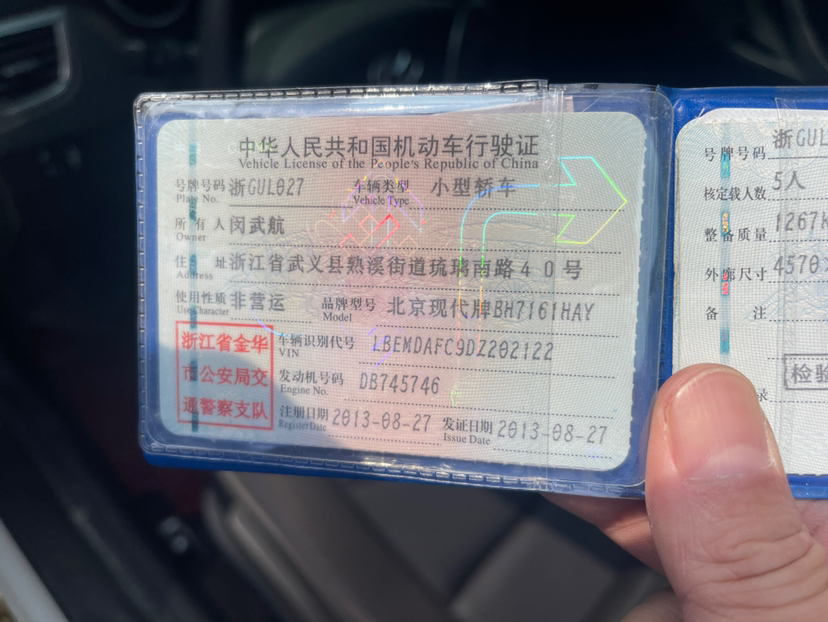 中华人民共和国机动车行驶证
Vehicle License of the People's Republic of China
号牌号码 浙GUL027 车辆类型 小型轿车
Plate No. Vehicle Type
所有人 闵武航
Owner
住址 浙江省武义县熟溪街道琉璃南路40号
Address
使用性质 非营运 品牌型号 北京现代牌BH7161HAY
Use Character Model
浙江省金华
市公安局交
通警察支队
车辆识别代号 LBEMDAFC9DZ202122
VIN
发动机号码 DB745746
Engine No.
注册日期 2013-08-27 发证日期 2013-08-27
Register Date Issue Date
号牌号码 浙GUL
核定载人数 5人
整备质量 1267k
外廓尺寸 4570
备注
检验
录